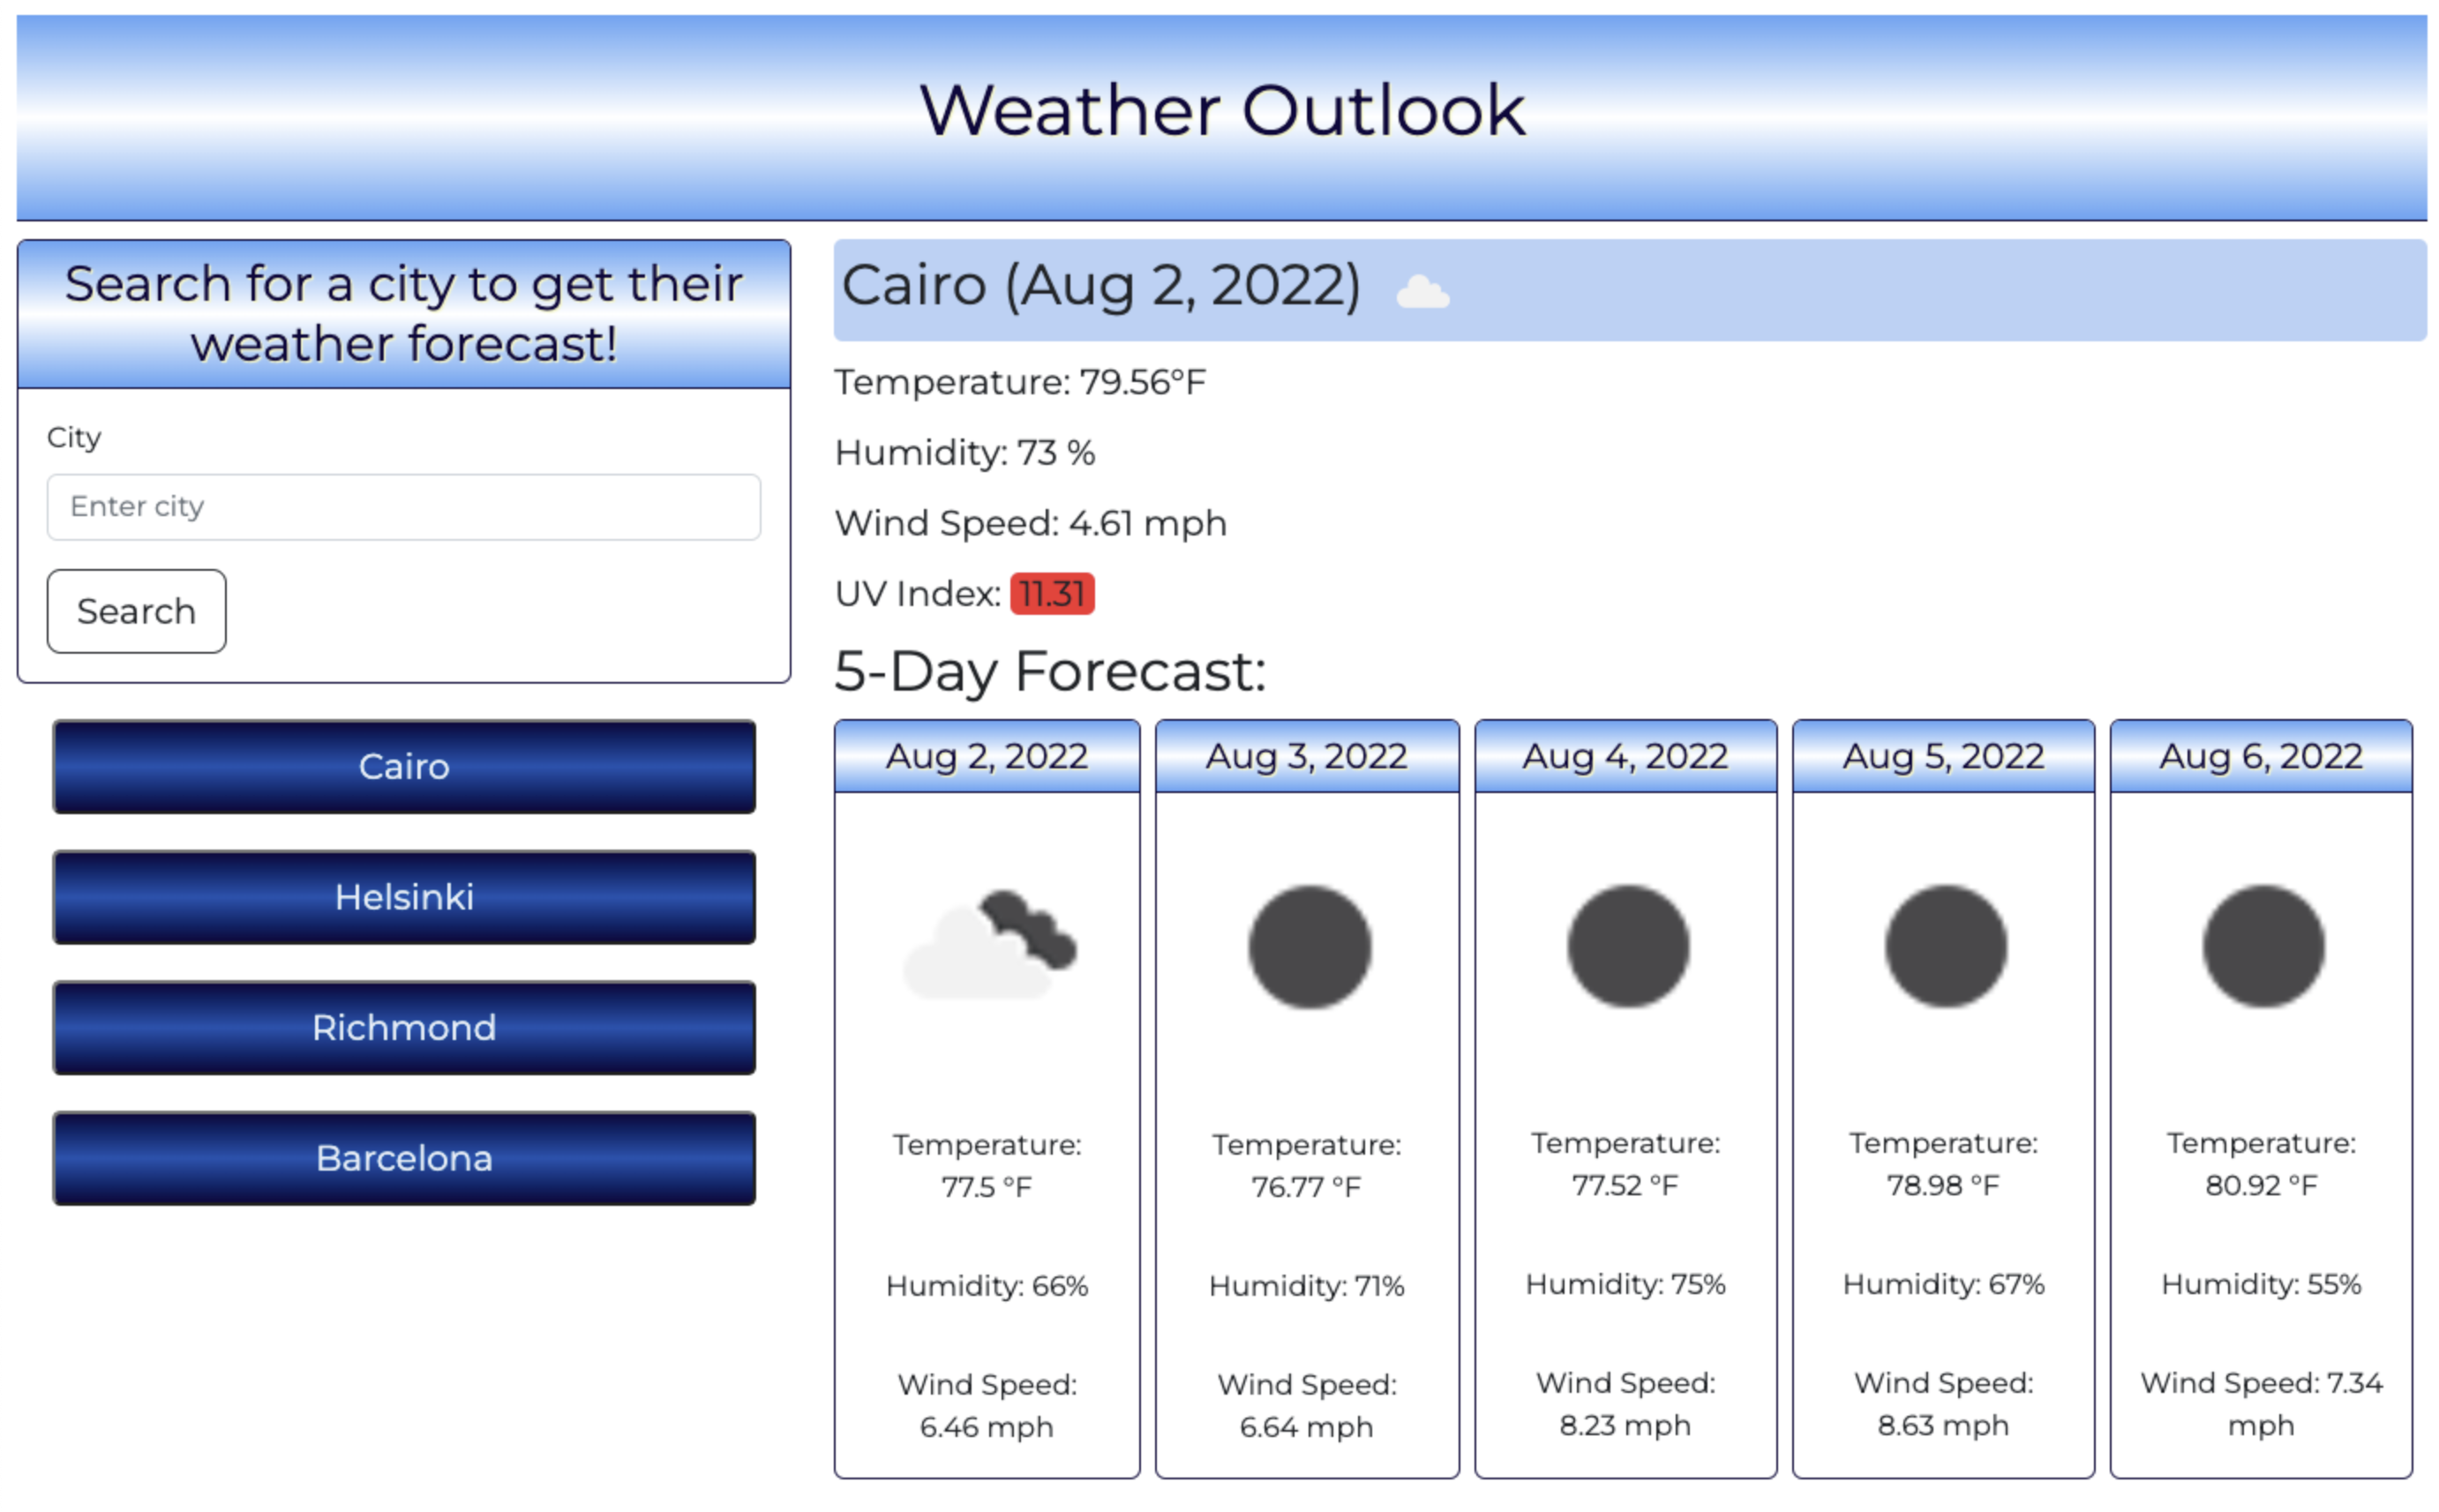 Weather Outlook
Search for a city to get their
weather forecast!
City
Enter city
Search
Cairo
Helsinki
Richmond
Barcelona
Cairo (Aug 2, 2022)
Temperature: 79.56°F
Humidity: 73 %
Wind Speed: 4.61 mph
UV Index: 11.31
5-Day Forecast:
Aug 2, 2022
Temperature:
77.5 °F
Humidity: 66%
Wind Speed:
6.46 mph
Aug 3, 2022
Temperature:
76.77 °F
Humidity: 71%
Wind Speed:
6.64 mph
Aug 4, 2022
Temperature:
77.52 °F
Humidity: 75%
Wind Speed:
8.23 mph
Aug 5, 2022
Temperature:
78.98 °F
Humidity: 67%
Wind Speed:
8.63 mph
Aug 6, 2022
Temperature:
80.92 °F
Humidity: 55%
Wind Speed: 7.34
mph